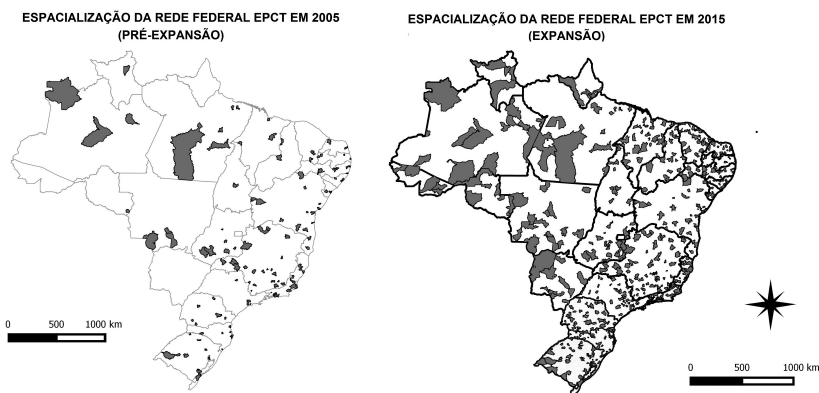 ESPACIALIZAÇÃO DA REDE FEDERAL EPCT EM 2005
(PRÉ-EXPANSÃO)
ESPACIALIZAÇÃO DA REDE FEDERAL EPCT EM 2015
(EXPANSÃO)
0 500 1000 km
0 500 1000 km